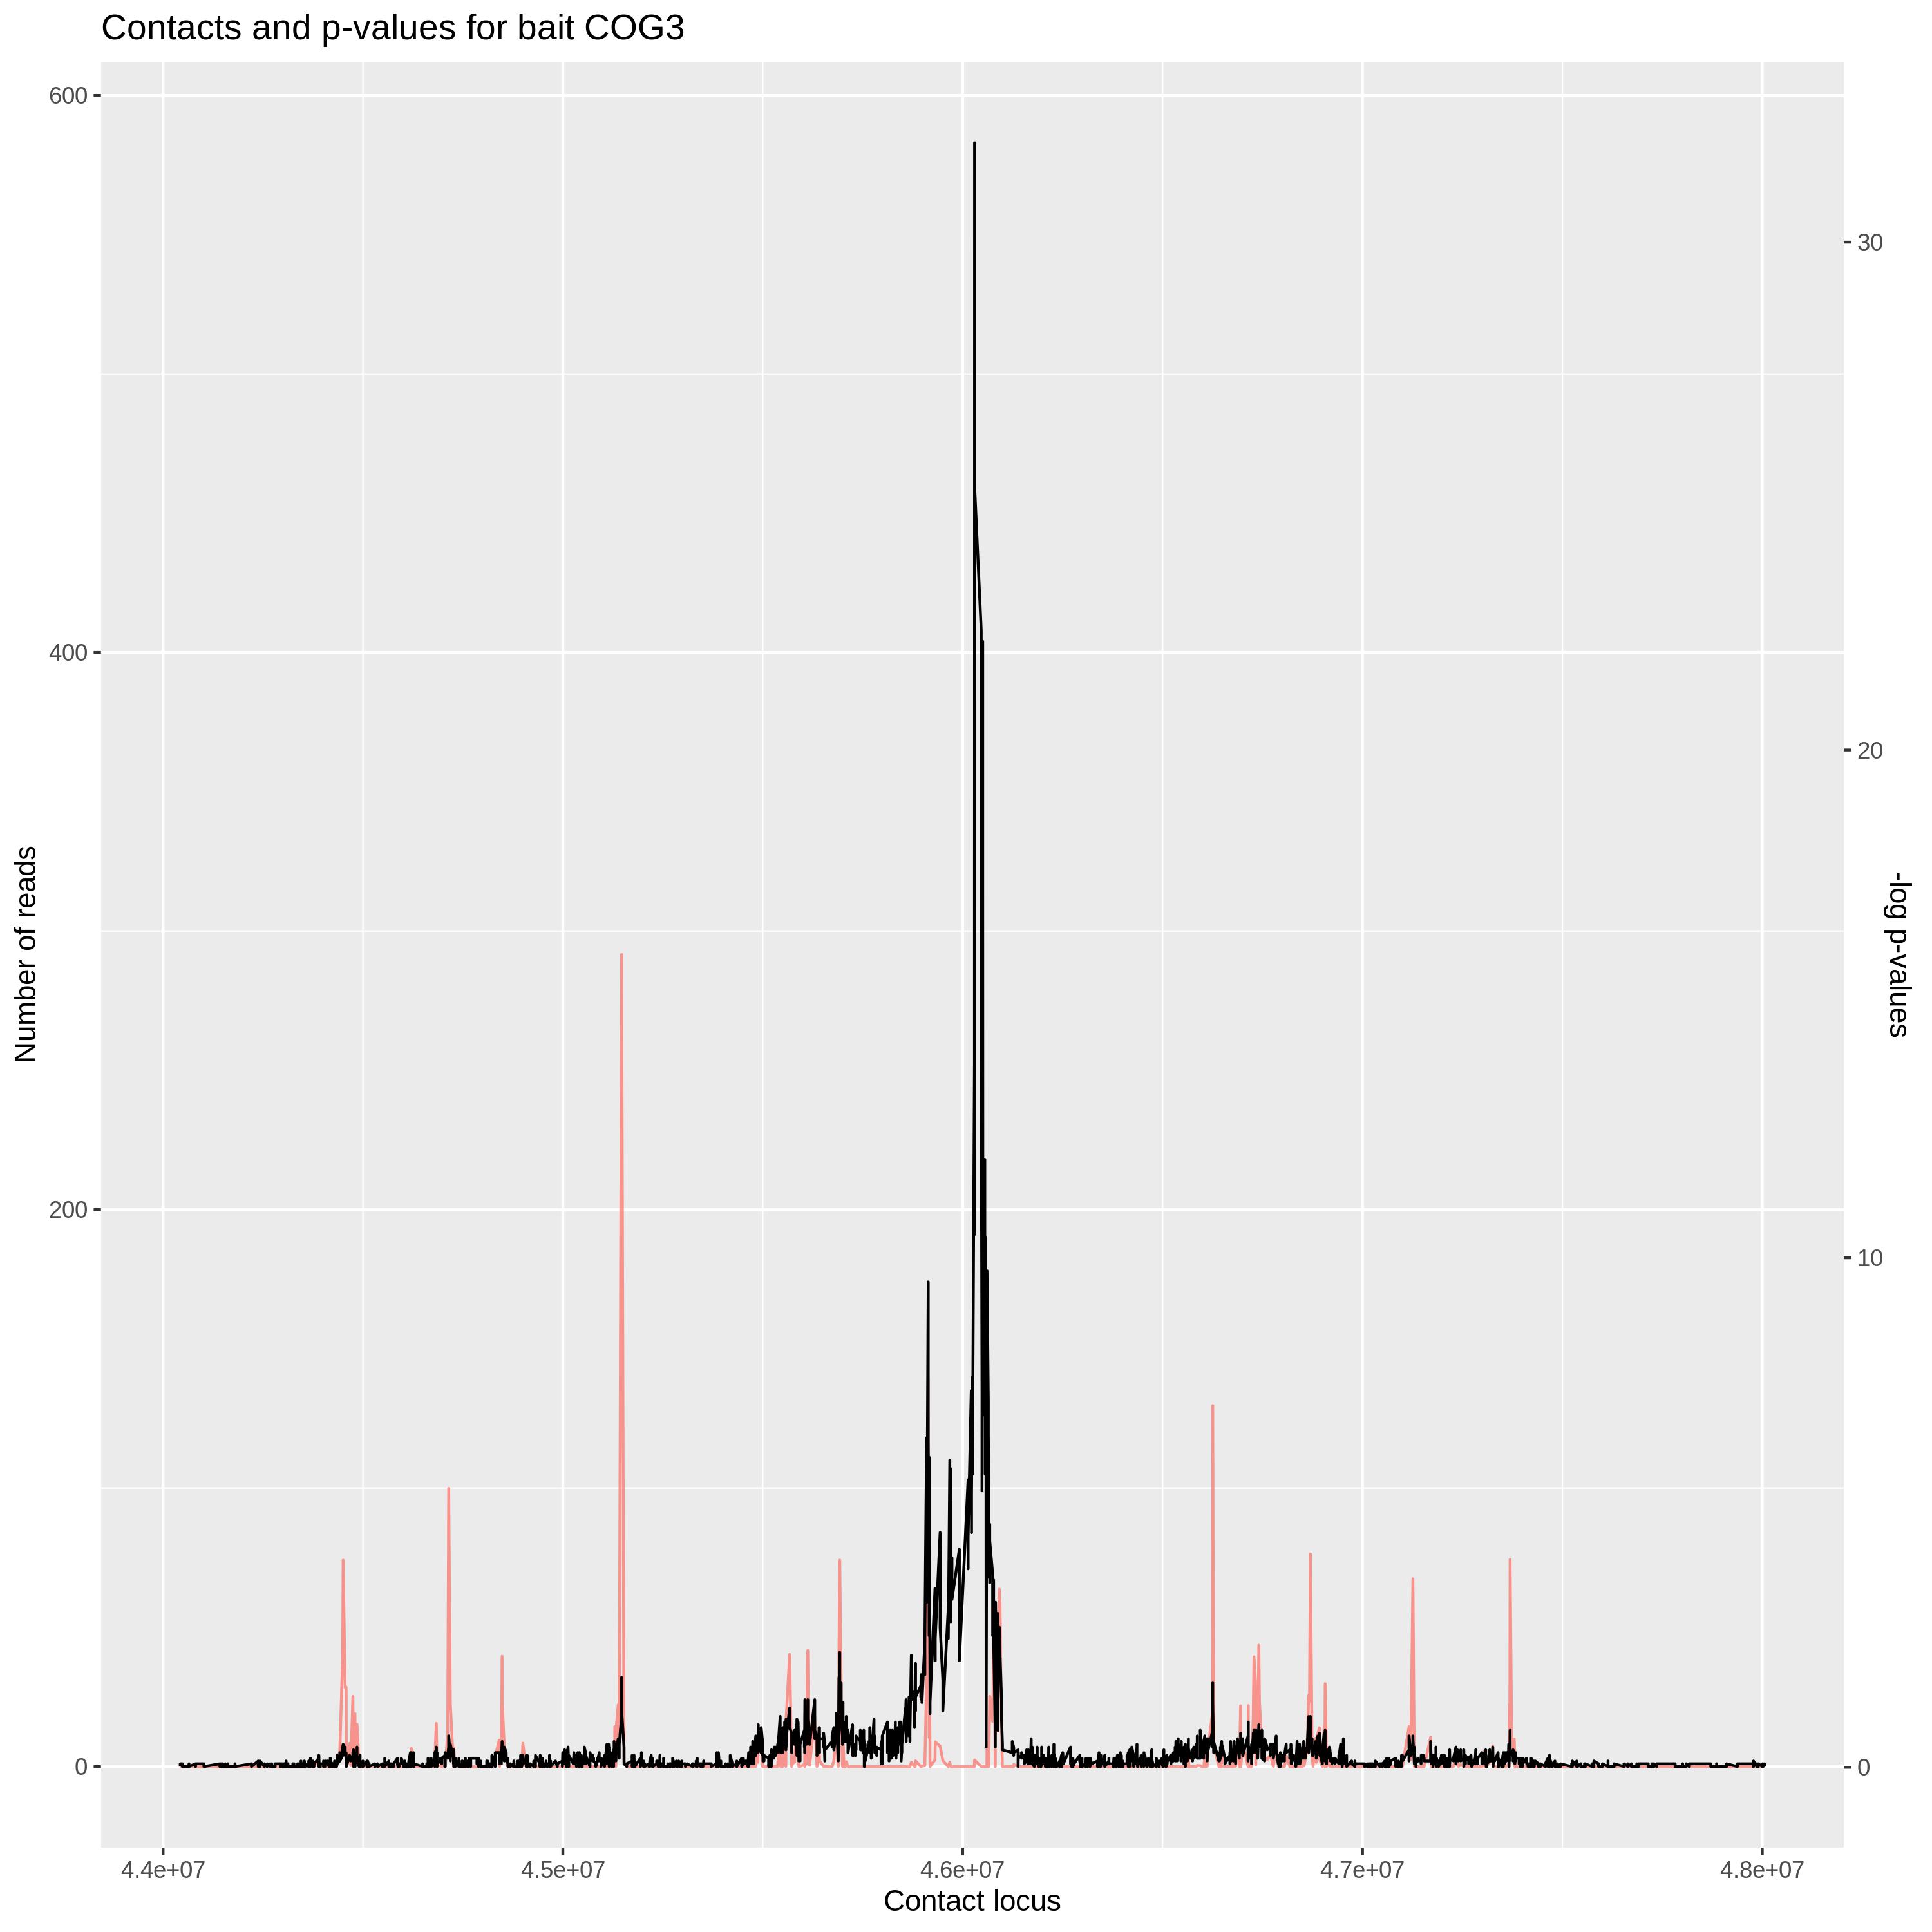 Contacts and p-values for bait COG3
600
400
200
0
Number of reads
30
20
10
0
-log p-values
4.4e+07
4.5e+07
4.6e+07
4.7e+07
4.8e+07
Contact locus